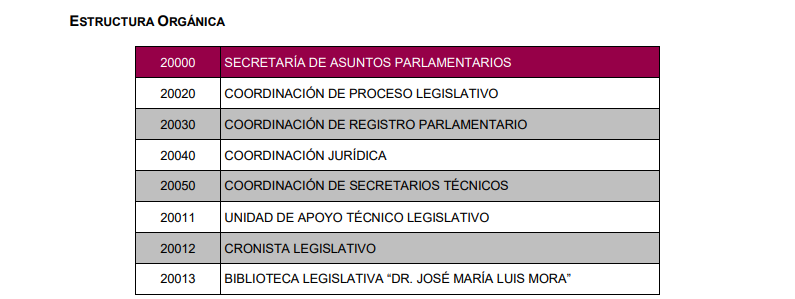 ESTRUCTURA ORGÁNICA
20000 SECRETARÍA DE ASUNTOS PARLAMENTARIOS
20020 COORDINACIÓN DE PROCESO LEGISLATIVO
20030 COORDINACIÓN DE REGISTRO PARLAMENTARIO
20040 COORDINACIÓN JURÍDICA
20050 COORDINACIÓN DE SECRETARIOS TÉCNICOS
20011 UNIDAD DE APOYO TÉCNICO LEGISLATIVO
20012 CRONISTA LEGISLATIVO
20013 BIBLIOTECA LEGISLATIVA “DR. JOSÉ MARÍA LUIS MORA”